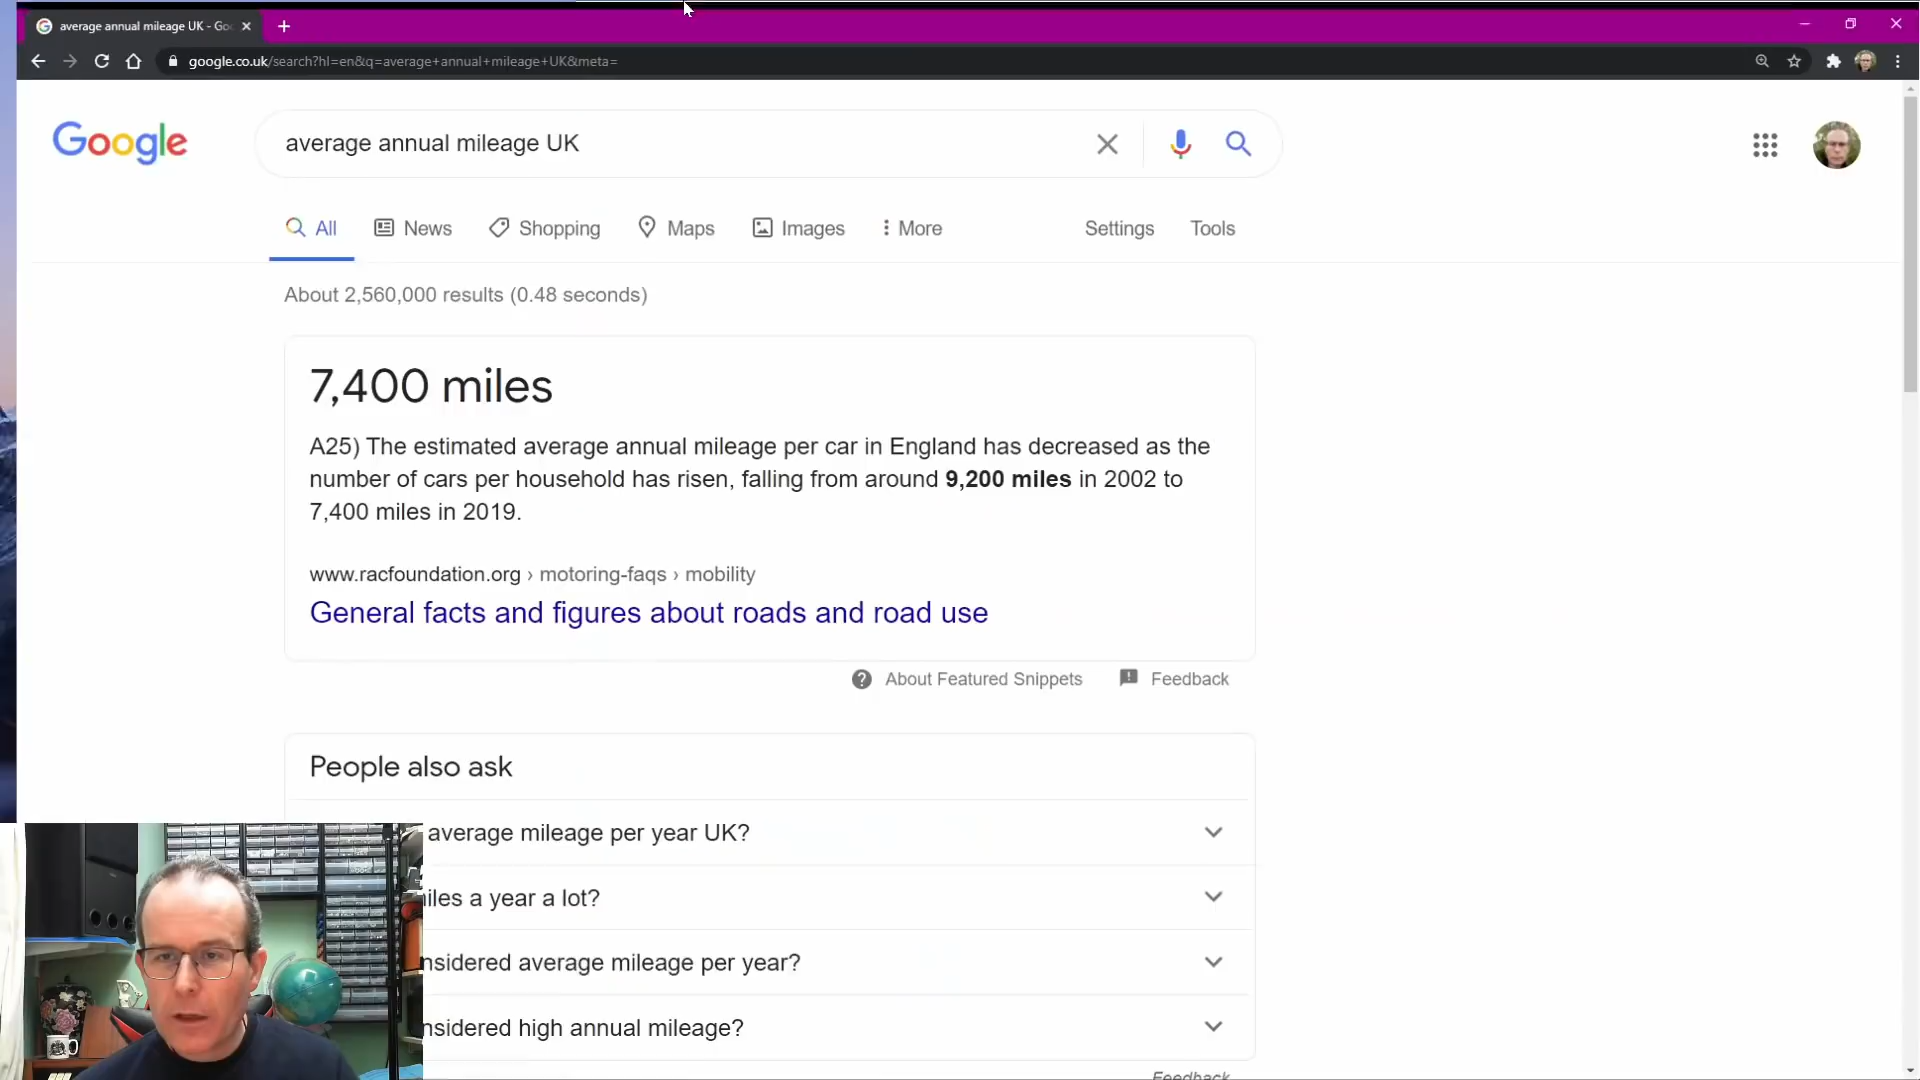 average annual mileage UK - Goo
google.co.uk/search?hl=en&q=average+annual+mileage+UK&meta=
Google
average annual mileage UK
All
News
Shopping
Maps
Images
More
Settings
Tools
About 2,560,000 results (0.48 seconds)
7,400 miles
A25) The estimated average annual mileage per car in England has decreased as the
number of cars per household has risen, falling from around 9,200 miles in 2002 to
7,400 miles in 2019.
www.racfoundation.org › motoring-faqs › mobility
General facts and figures about roads and road use
About Featured Snippets
Feedback
People also ask
average mileage per year UK?
iles a year a lot?
nsidered average mileage per year?
nsidered high annual mileage?
Feedback